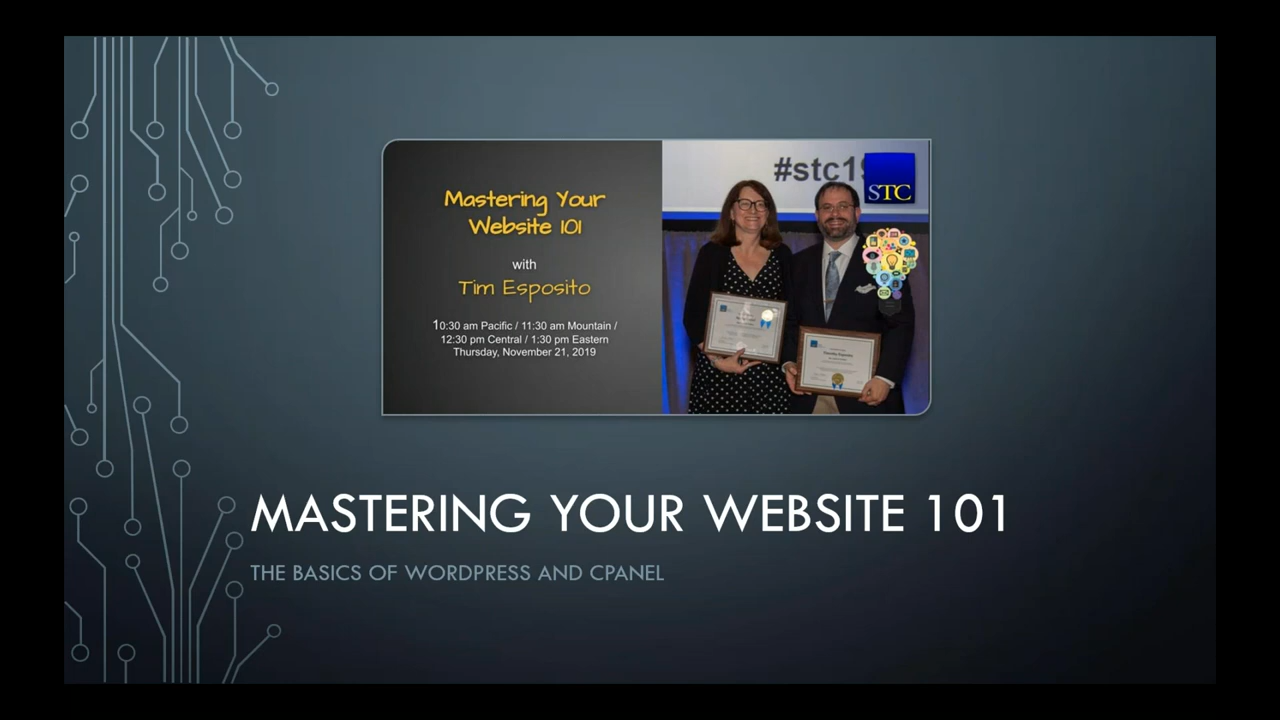 Mastering Your
Website 101
with
Tim Esposito
10:30 am Pacific / 11:30 am Mountain /
12:30 pm Central / 1:30 pm Eastern
Thursday, November 21, 2019
#stc19
STC
MASTERING YOUR WEBSITE 101
THE BASICS OF WORDPRESS AND CPANEL